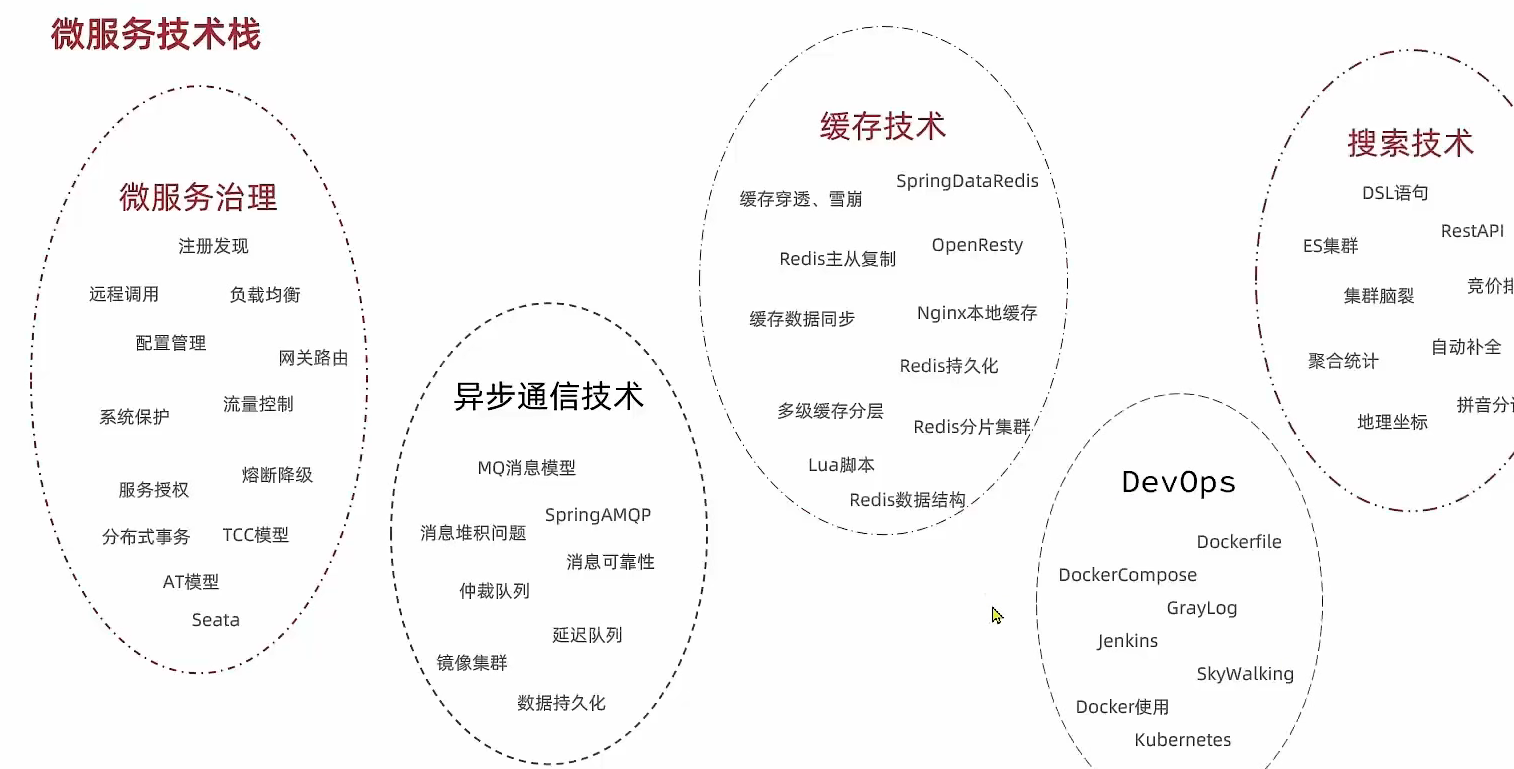 微服务技术栈
微服务治理
注册发现
远程调用
负载均衡
配置管理
网关路由
系统保护
流量控制
服务授权
熔断降级
分布式事务
TCC模型
AT模型
Seata
异步通信技术
MQ消息模型
SpringAMQP
消息堆积问题
消息可靠性
仲裁队列
延迟队列
镜像集群
数据持久化
缓存技术
SpringDataRedis
缓存穿透、雪崩
OpenResty
Redis主从复制
缓存数据同步
Nginx本地缓存
Redis持久化
多级缓存分层
Redis分片集群
Lua脚本
Redis数据结构
DevOps
Dockerfile
DockerCompose
GrayLog
Jenkins
SkyWalking
Docker使用
Kubernetes
搜索技术
DSL语句
RestAPI
ES集群
竞价
集群脑裂
自动补全
聚合统计
拼音分
地理坐标